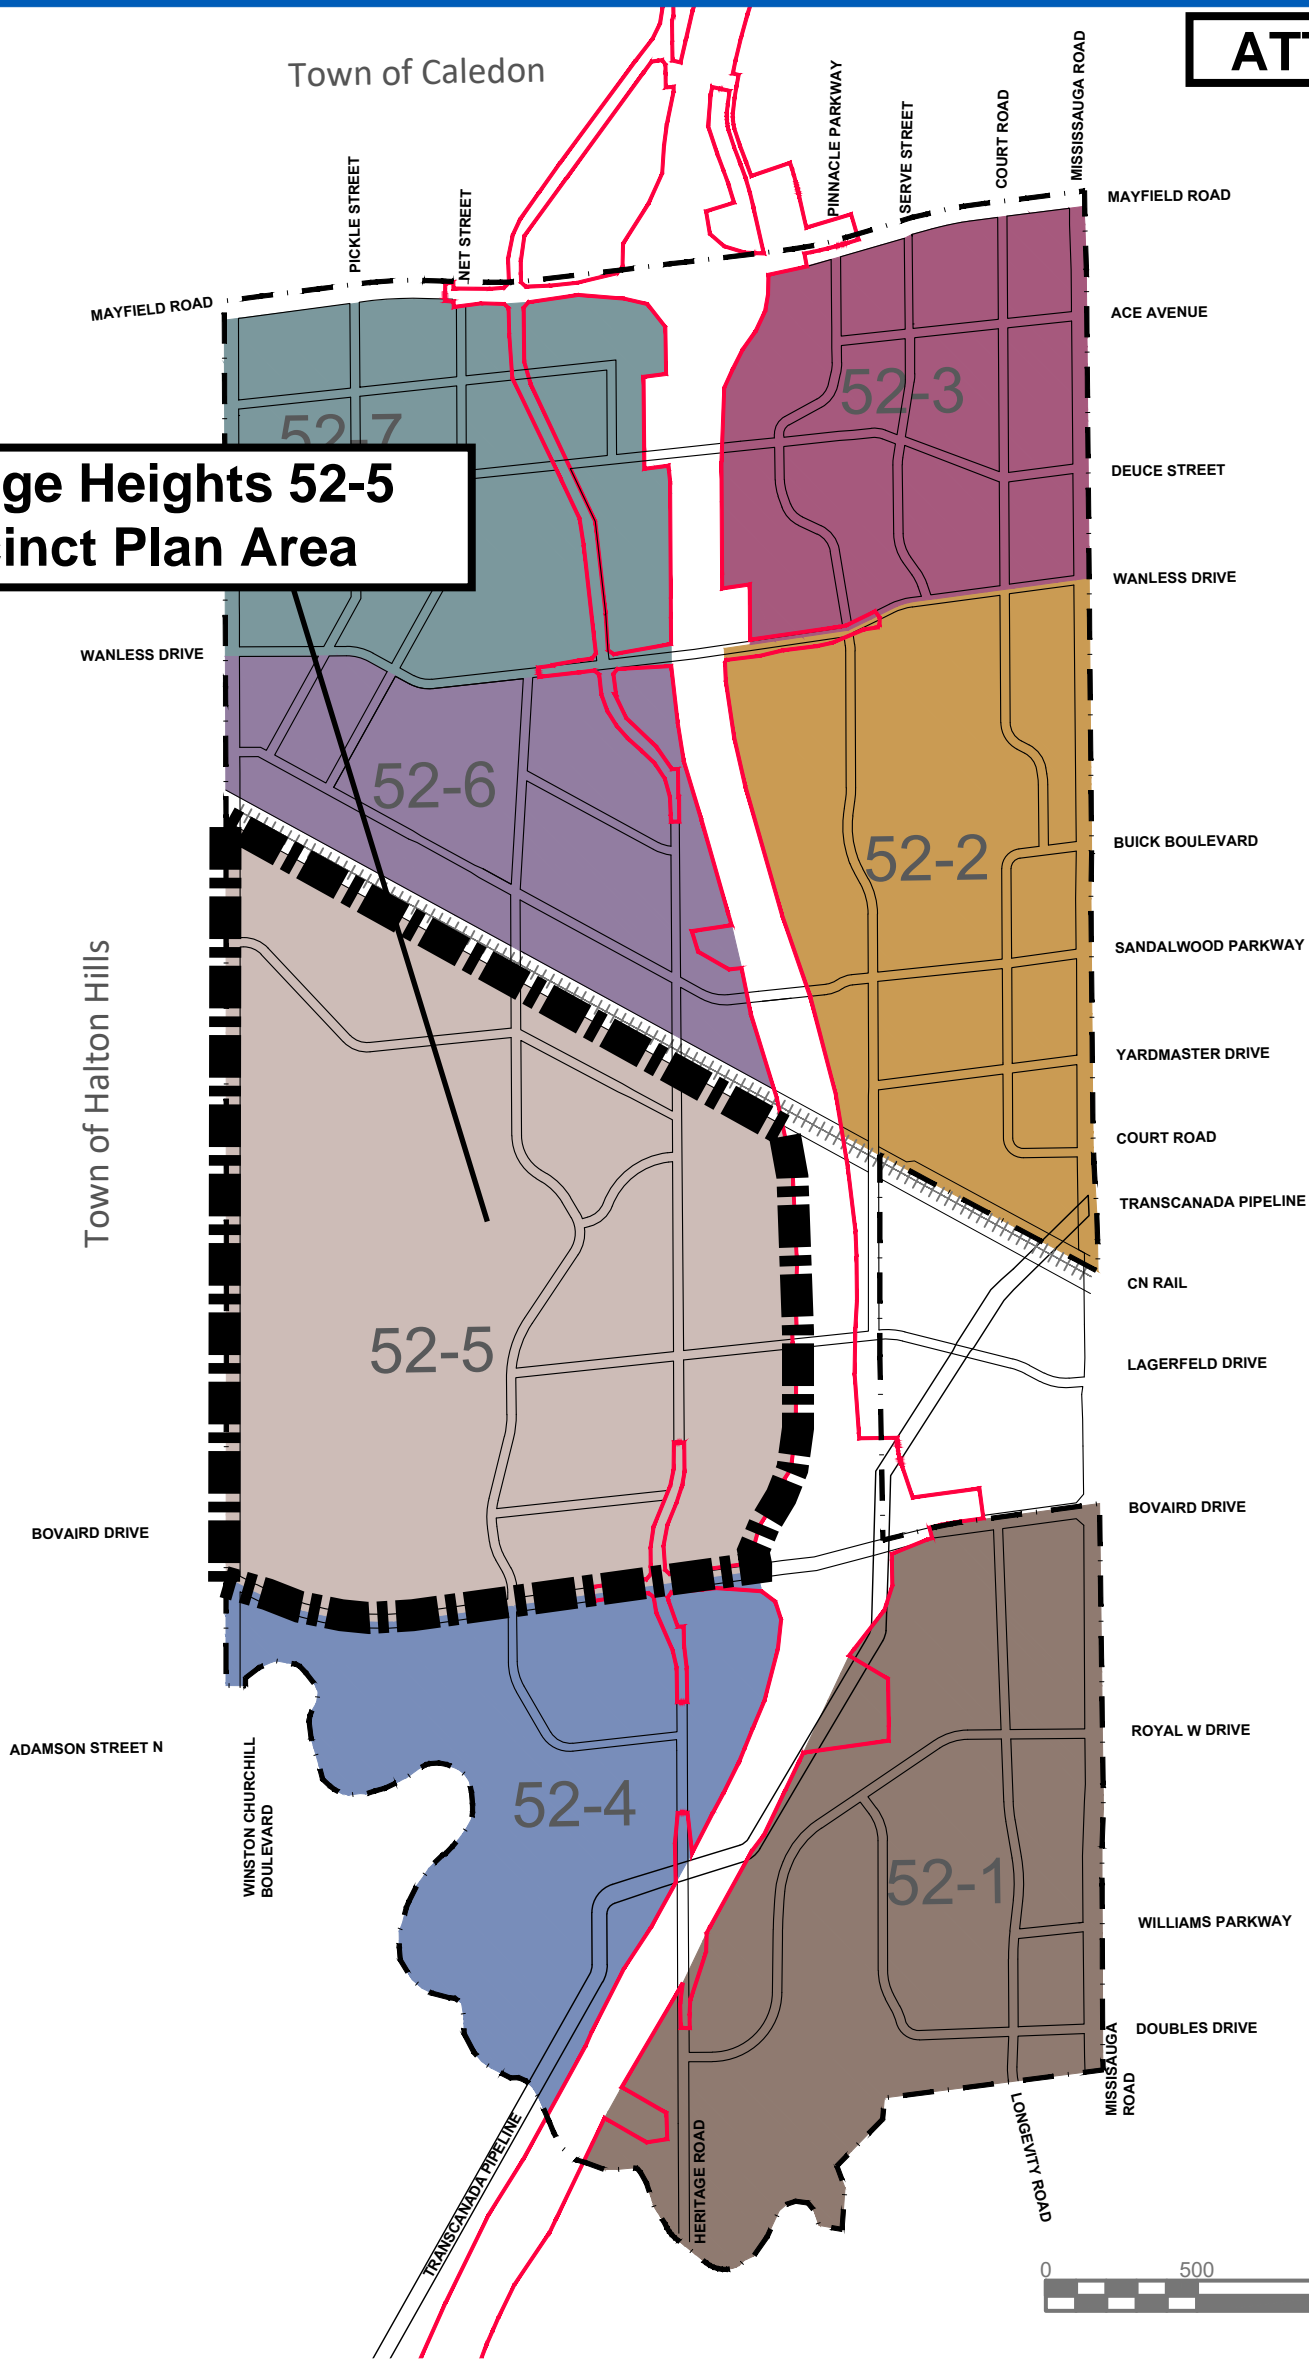 Town of Caledon
ATT
PICKLE STREET
NET STREET
PINNACLE PARKWAY
SERVE STREET
COURT ROAD
MISSISSAUGA ROAD
MAYFIELD ROAD
MAYFIELD ROAD
ACE AVENUE
52-3
52-7
ge Heights 52-5
inct Plan Area
DEUCE STREET
WANLESS DRIVE
WANLESS DRIVE
52-6
52-2
BUICK BOULEVARD
SANDALWOOD PARKWAY
Town of Halton Hills
YARDMASTER DRIVE
COURT ROAD
TRANSCANADA PIPELINE
CN RAIL
52-5
LAGERFELD DRIVE
BOVAIRD DRIVE
BOVAIRD DRIVE
ADAMSON STREET N
ROYAL W DRIVE
WINSTON CHURCHILL
BOULEVARD
52-4
52-1
WILLIAMS PARKWAY
DOUBLES DRIVE
MISSISAUGA
ROAD
TRANSCANADA PIPELINE
HERITAGE ROAD
LONGEVITY ROAD
0
500